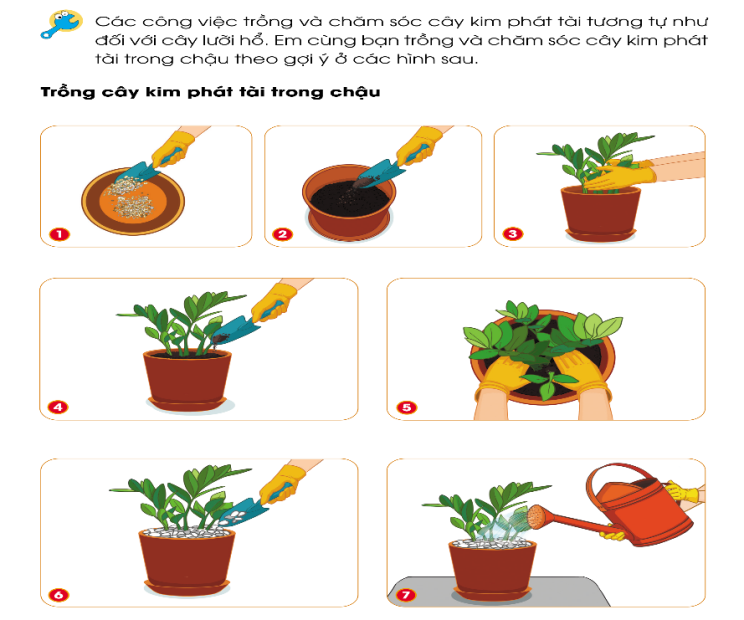 Các công việc trồng và chăm sóc cây kim phát tài tương tự như
đối với cây lưỡi hổ. Em cùng bạn trồng và chăm sóc cây kim phát
tài trong chậu theo gợi ý ở các hình sau.
Trồng cây kim phát tài trong chậu
1
2
3
4
5
6
7